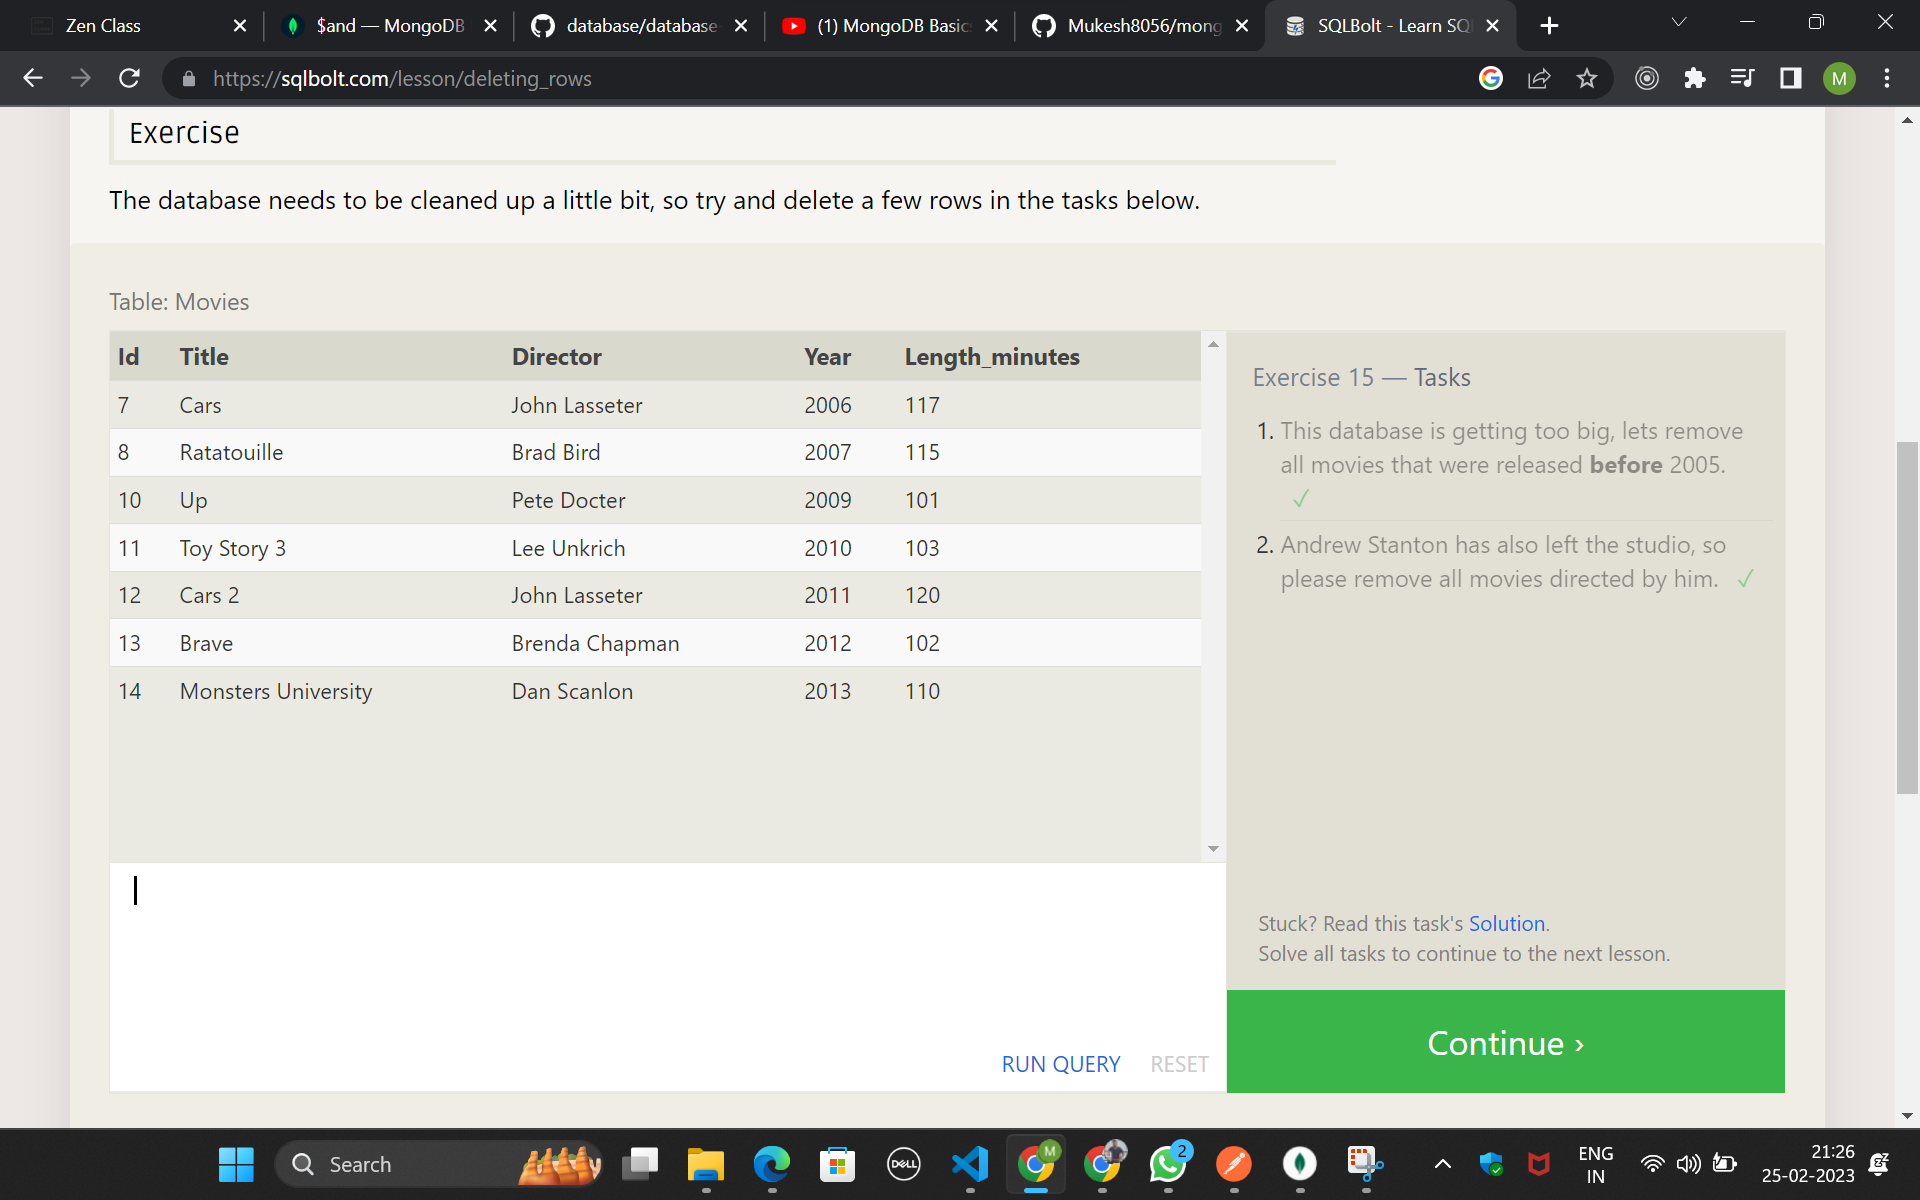 Zen Class
$and — MongoDB
database/database-
(1) MongoDB Basic
Mukesh8056/mong
SQLBolt - Learn SQ
https://sqlbolt.com/lesson/deleting_rows
M
Exercise
The database needs to be cleaned up a little bit, so try and delete a few rows in the tasks below.
Table: Movies
Id Title Director Year Length_minutes
7 Cars John Lasseter 2006 117
8 Ratatouille Brad Bird 2007 115
10 Up Pete Docter 2009 101
11 Toy Story 3 Lee Unkrich 2010 103
12 Cars 2 John Lasseter 2011 120
13 Brave Brenda Chapman 2012 102
14 Monsters University Dan Scanlon 2013 110
Exercise 15 — Tasks
1. This database is getting too big, lets remove
all movies that were released before 2005.
✓
2. Andrew Stanton has also left the studio, so
please remove all movies directed by him. ✓
Stuck? Read this task's Solution.
Solve all tasks to continue to the next lesson.
RUN QUERY RESET
Continue ›
Search
DELL
M
2
ENG
IN
21:26
25-02-2023